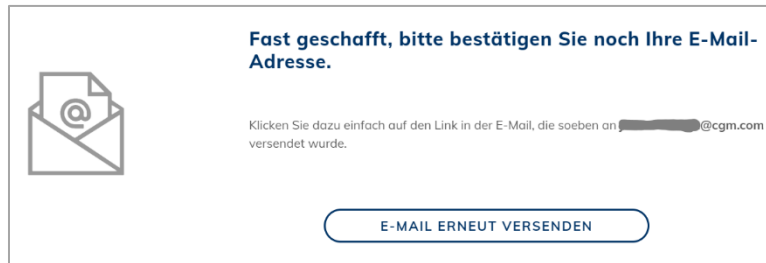 Fast geschafft, bitte bestätigen Sie noch Ihre E-Mail-
Adresse.
@
Klicken Sie dazu einfach auf den Link in der E-Mail, die soeben an @cgm.com
versendet wurde.
E-MAIL ERNEUT VERSENDEN